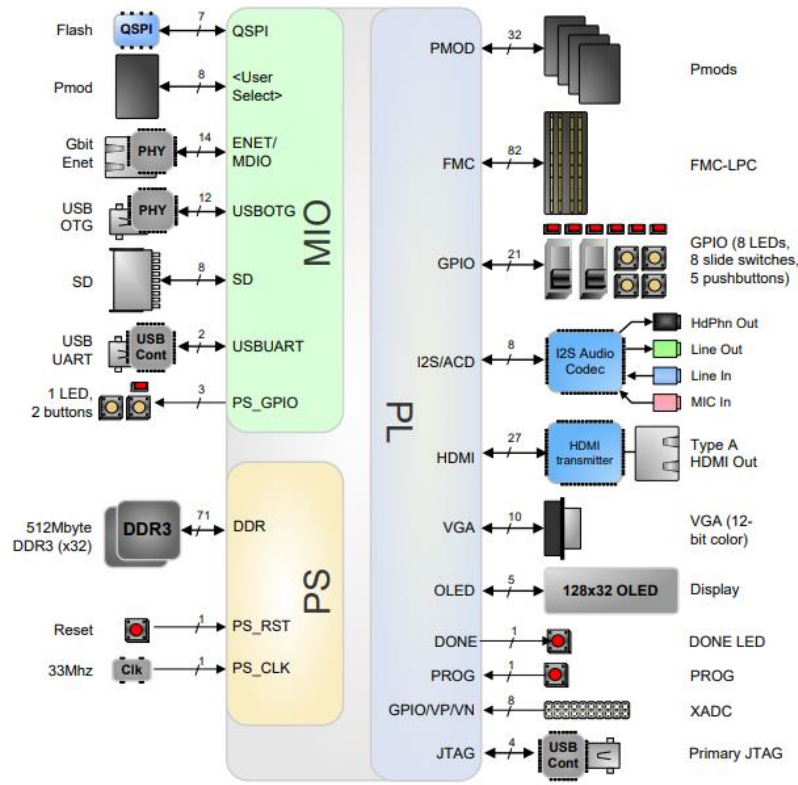 Flash
QSPI
7
QSPI
Pmod
8
<User
Select>
Gbit
Enet
PHY
14
ENET/
MDIO
USB
OTG
PHY
12
USBOTG
SD
8
SD
USB
UART
USB
Cont
2
USBUART
1 LED,
2 buttons
3
PS_GPIO
MIO
512Mbyte
DDR3 (x32)
DDR3
71
DDR
Reset
1
PS_RST
33Mhz
Clk
1
PS_CLK
PS
PL
PMOD
32
Pmods
FMC
82
FMC-LPC
GPIO
21
GPIO (8 LEDs,
8 slide switches,
5 pushbuttons)
I2S/ACD
8
I2S Audio
Codec
HdPhn Out
Line Out
Line In
MIC In
HDMI
27
HDMI
transmitter
Type A
HDMI Out
VGA
10
VGA (12-
bit color)
OLED
5
128x32 OLED
Display
DONE
1
DONE LED
PROG
1
PROG
GPIO/VP/VN
8
XADC
JTAG
4
USB
Cont
Primary JTAG